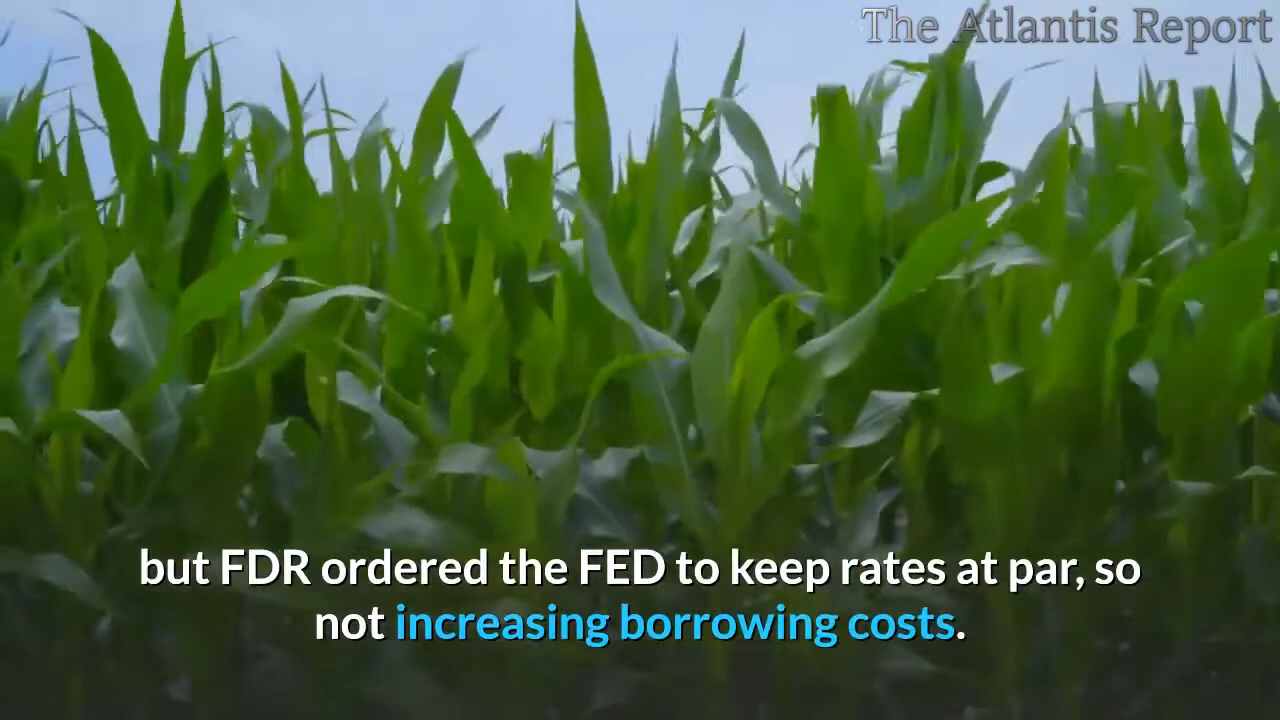 The Atlantis Report
but FDR ordered the FED to keep rates at par, so
not increasing borrowing costs.